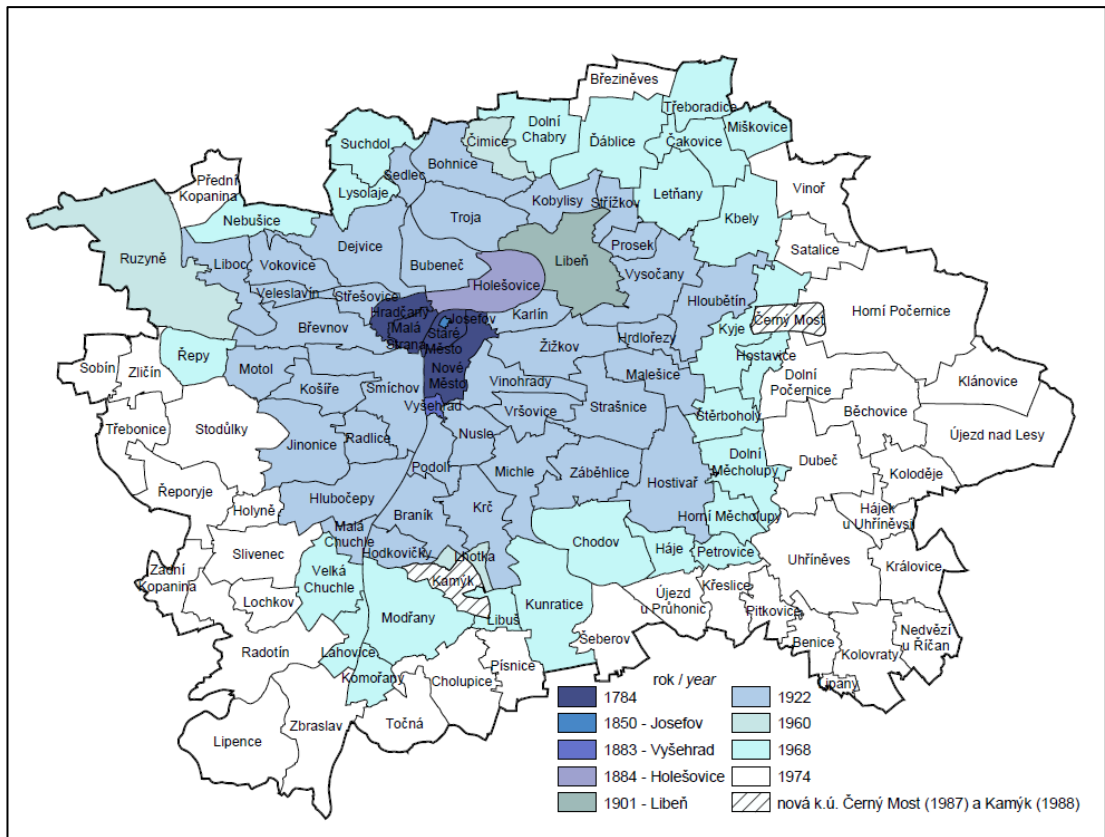 Březiněves
Třeboradice
Dolní
Chabry
Miškovice
Čimice
Ďáblice
Čakovice
Suchdol
Bohnice
Sedlec
Přední
Kopanina
Lysolaje
Letňany
Vinoř
Kobylisy
Střížkov
Nebušice
Troja
Kbely
Dejvice
Prosek
Satalice
Ruzyně
Liboc
Vokovice
Bubeneč
Libeň
Vysočany
Holešovice
Hloubětín
Veleslavín
Střešovice
Hradčany
Josefov
Karlín
Horní Počernice
Malá
Strana
Staré
Město
Břevnov
Kyje
Černý Most
Hrdlořezy
Žižkov
Hostavice
Řepy
Sobín
Zličín
Motol
Nové
Město
Malešice
Dolní
Počernice
Klánovice
Košíře
Smíchov
Vinohrady
Vyšehrad
Vršovice
Strašnice
Štěrboholy
Běchovice
Třebonice
Stodůlky
Jinonice
Radlice
Nusle
Újezd nad Lesy
Podolí
Michle
Záběhlice
Dolní
Měcholupy
Dubeč
Koloděje
Řeporyje
Hlubočepy
Hostivař
Holyně
Braník
Krč
Horní Měcholupy
Hájek
u Uhříněvsi
Malá
Chuchle
Hodkovičky
Chodov
Slivenec
Lhotka
Háje
Petrovice
Uhříněves
Královice
Zadní
Kopanina
Velká
Chuchle
Kamýk
Kunratice
Křeslice
Lochkov
Modřany
Libuš
Újezd
u Průhonic
Pitkovice
Šeberov
Nedvězí
u Říčan
Benice
Radotín
Lahovice
Písnice
Kolovraty
Komořany
Cholupice
Lipany
Točná
Zbraslav
Lipence
rok / year
1784
1850 - Josefov
1883 - Vyšehrad
1884 - Holešovice
1901 - Libeň
1922
1960
1968
1974
nová k.ú. Černý Most (1987) a Kamýk (1988)